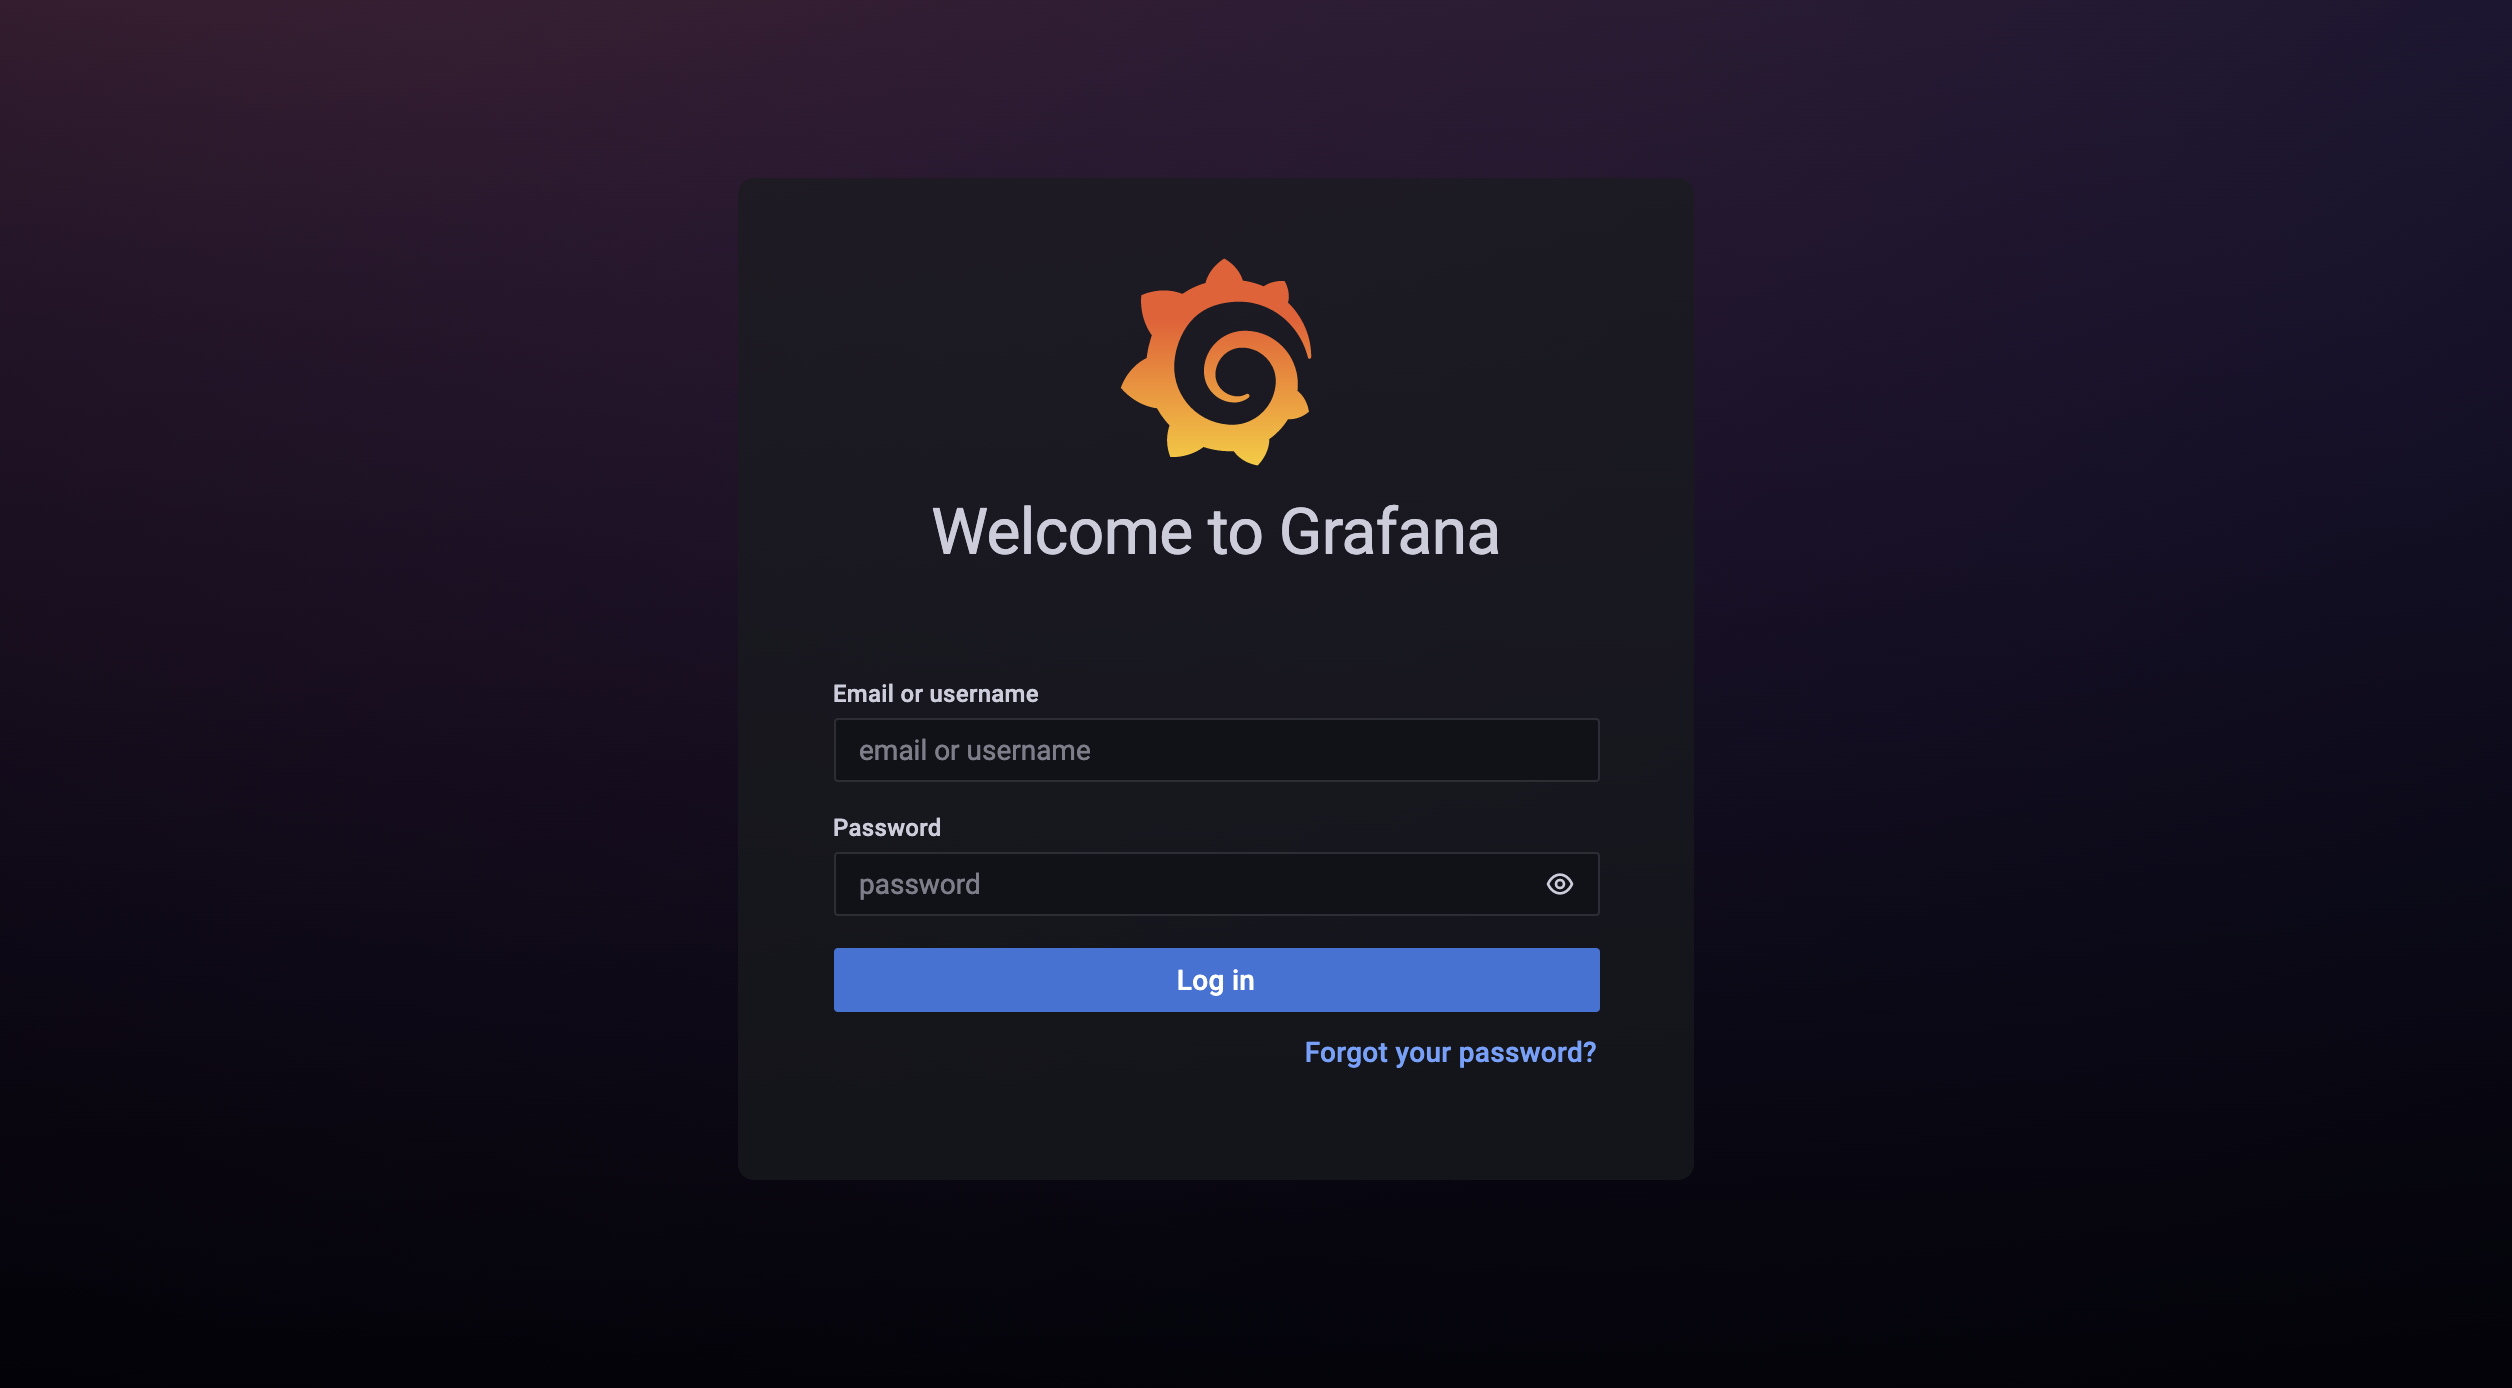 Welcome to Grafana
Email or username
email or username
Password
password
Log in
Forgot your password?